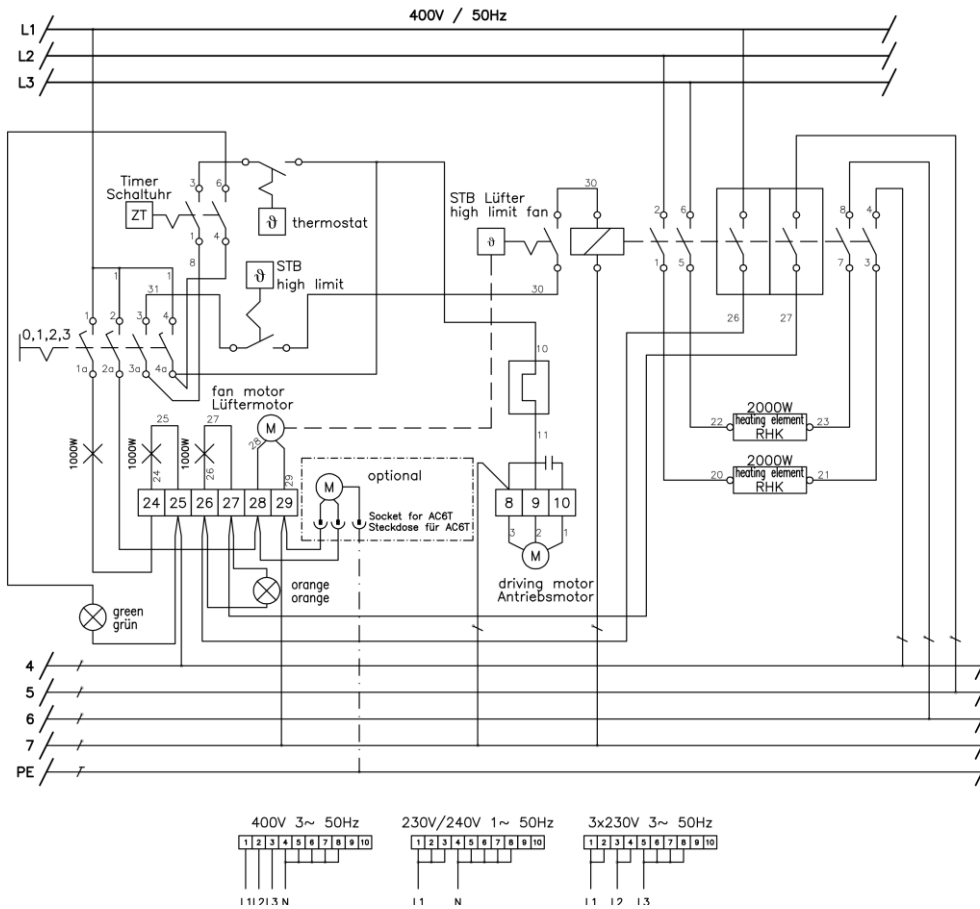 400V / 50Hz
L1
L2
L3
Timer
Schaltuhr
ZT
3
6
1
4
8
ϑ
thermostat
ϑ
STB
high limit
STB Lüfter
high limit fan
ϑ
30
30
2
6
1
5
8
4
7
3
26
27
0,1,2,3
1
1
31
1
2
3
4
1a
2a
3a
4a
10
11
fan motor
Lüftermotor
M
1000W
1000W
1000W
25
24
27
26
28
29
24
25
26
27
28
29
optional
M
Socket for AC6T
Steckdose für AC6T
8
9
10
3
2
1
M
driving motor
Antriebsmotor
2000W
22
heating element
23
RHK
2000W
20
heating element
21
RHK
orange
orange
green
grün
4
5
6
7
PE
400V 3~ 50Hz
1 2 3 4 5 6 7 8 9 10
L1 L2 L3 N
230V/240V 1~ 50Hz
1 2 3 4 5 6 7 8 9 10
L1 N
3x230V 3~ 50Hz
1 2 3 4 5 6 7 8 9 10
L1 L2 L3